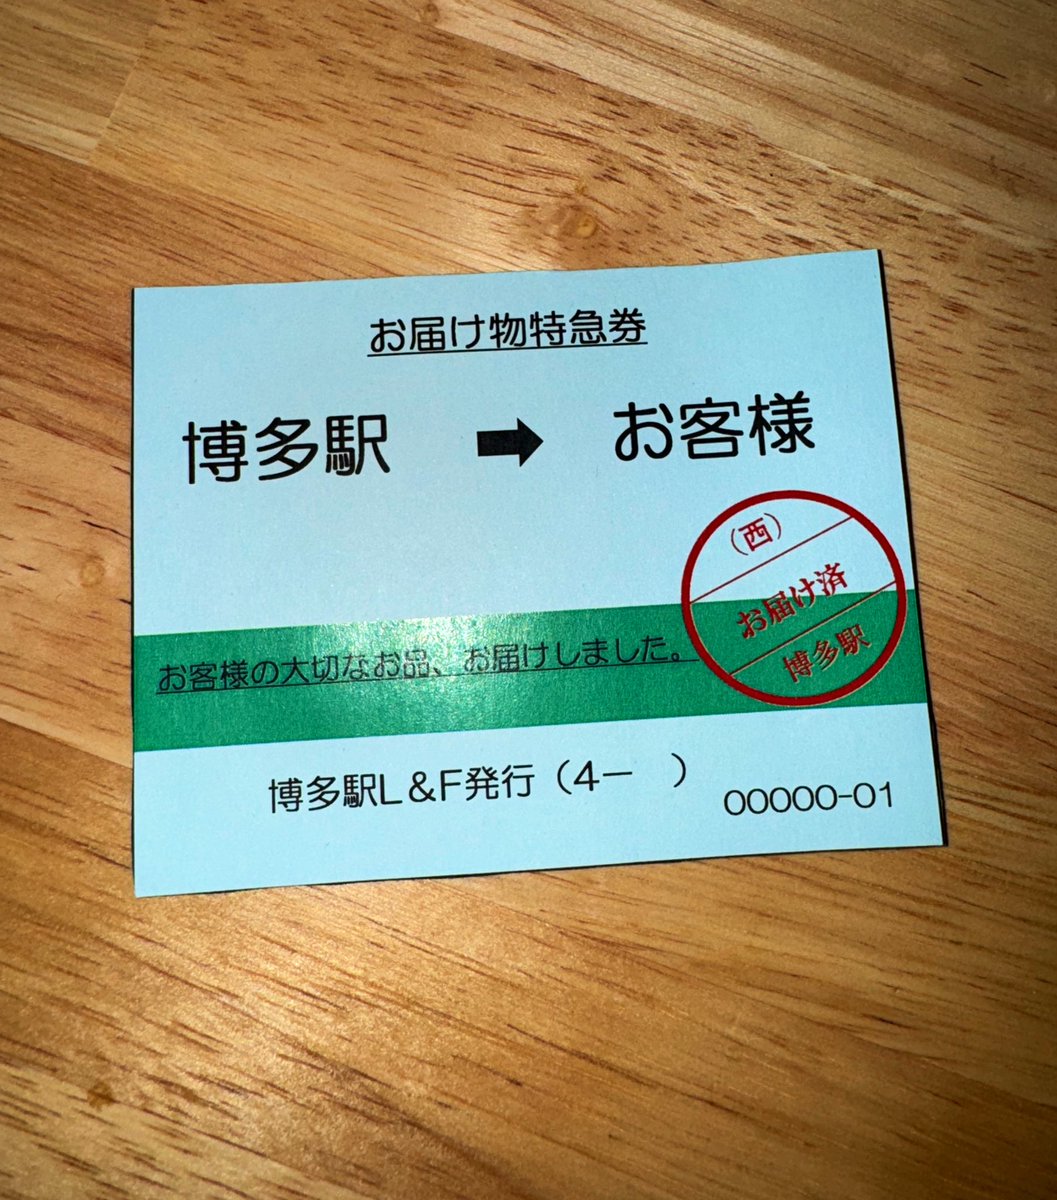 お届け物特急券
博多駅 ➡ お客様
(西)
お届け済
博多駅
お客様の大切なお品、お届けしました。
博多駅L&F発行（4ー　）
00000-01